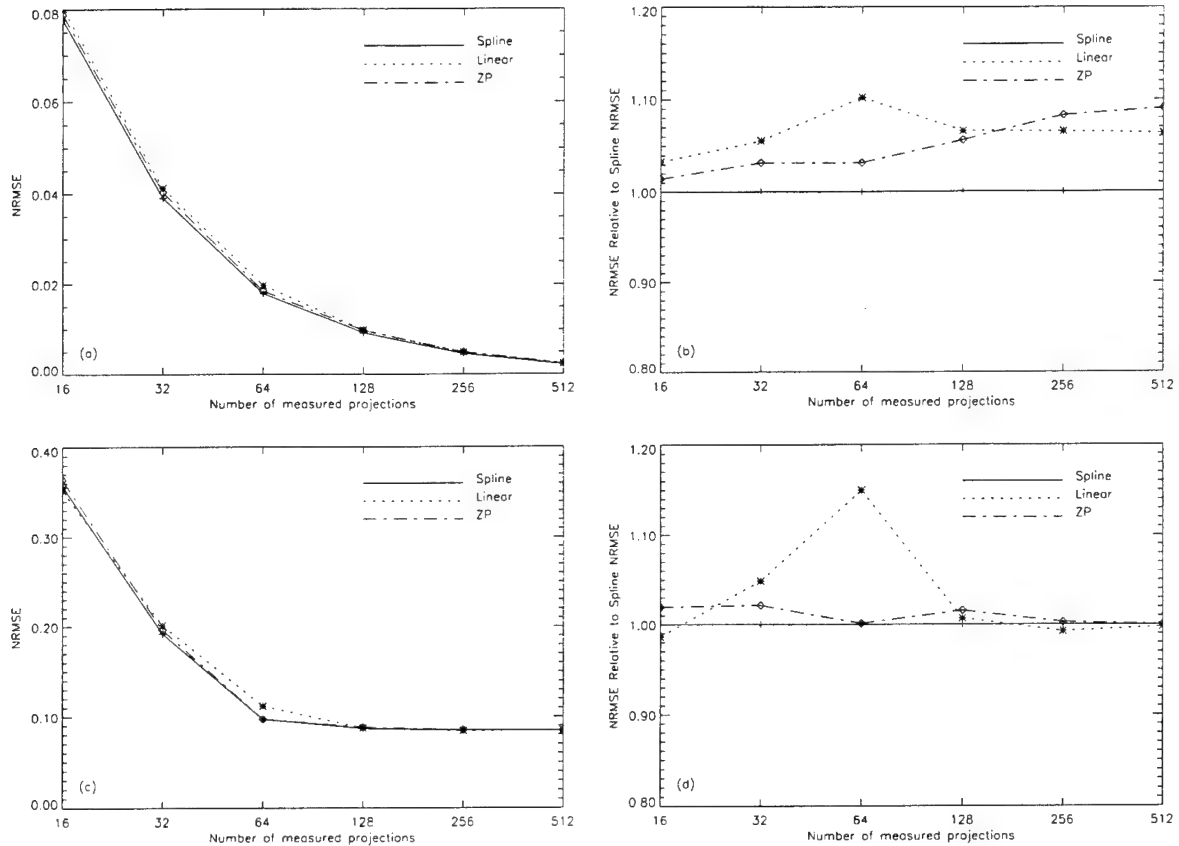 0.08
0.06
0.04
0.02
0.00
NRMSE
Spline
Linear
ZP
(a)
16 32 64 128 256 512
Number of measured projections
1.20
1.10
1.00
0.90
0.80
NRMSE Relative to Spline NRMSE
Spline
Linear
ZP
(b)
16 32 64 128 256 512
Number of measured projections
0.40
0.30
0.20
0.10
0.00
NRMSE
Spline
Linear
ZP
(c)
16 32 64 128 256 512
Number of measured projections
1.20
1.10
1.00
0.90
0.80
NRMSE Relative to Spline NRMSE
Spline
Linear
ZP
(d)
16 32 64 128 256 512
Number of measured projections